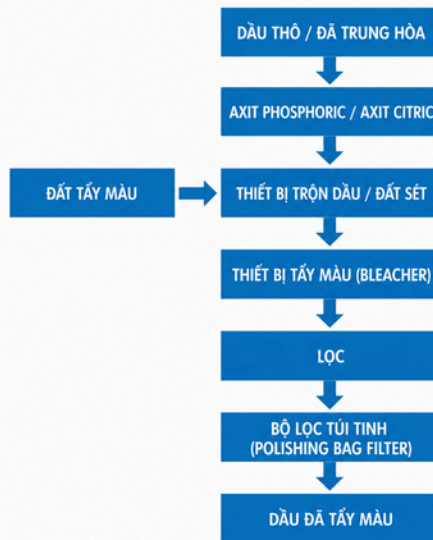 DẦU THÔ / ĐÃ TRUNG HÒA
AXIT PHOSPHORIC / AXIT CITRIC
ĐẤT TẨY MÀU
THIẾT BỊ TRỘN DẦU / ĐẤT SÉT
THIẾT BỊ TẨY MÀU (BLEACHER)
LỌC
BỘ LỌC TÚI TINH
(POLISHING BAG FILTER)
DẦU ĐÃ TẨY MÀU